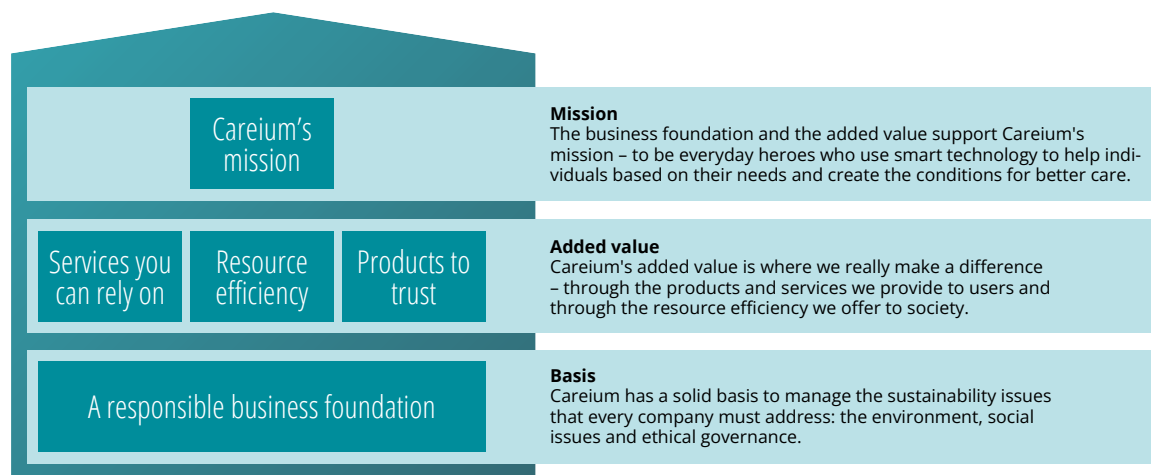 Careium’s
mission
Mission
The business foundation and the added value support Careium's
mission – to be everyday heroes who use smart technology to help indi-
viduals based on their needs and create the conditions for better care.
Services you
can rely on
Resource
efficiency
Products to
trust
Added value
Careium's added value is where we really make a difference
– through the products and services we provide to users and
through the resource efficiency we offer to society.
A responsible business foundation
Basis
Careium has a solid basis to manage the sustainability issues
that every company must address: the environment, social
issues and ethical governance.